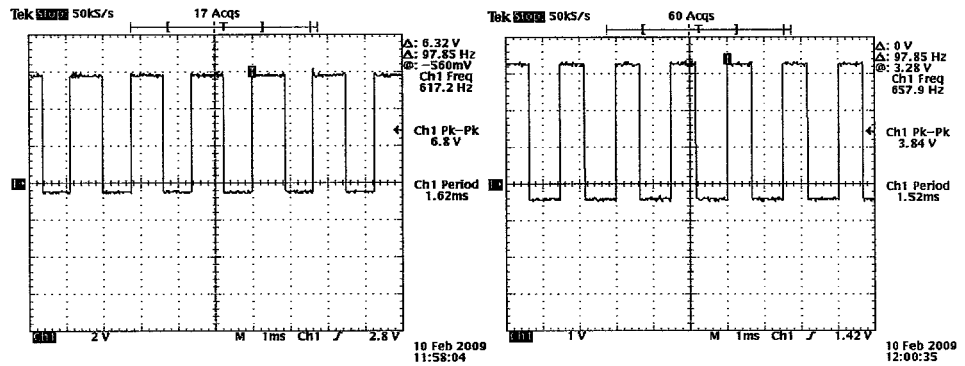 Tek Stop 50kS/s 17 Acqs
Δ: 6.32 V
Δ: 97.85 Hz
@: −560mV
Ch1 Freq
617.2 Hz
Ch1 Pk−Pk
6.8 V
Ch1 Period
1.62ms
Ch1 2 V M 1ms Ch1 2.8 V
10 Feb 2009
11:58:04
Tek Stop 50kS/s 60 Acqs
Δ: 0 V
Δ: 97.85 Hz
@: 3.28 V
Ch1 Freq
657.9 Hz
Ch1 Pk−Pk
3.84 V
Ch1 Period
1.52ms
Ch1 1 V M 1ms Ch1 1.42 V
10 Feb 2009
12:00:35